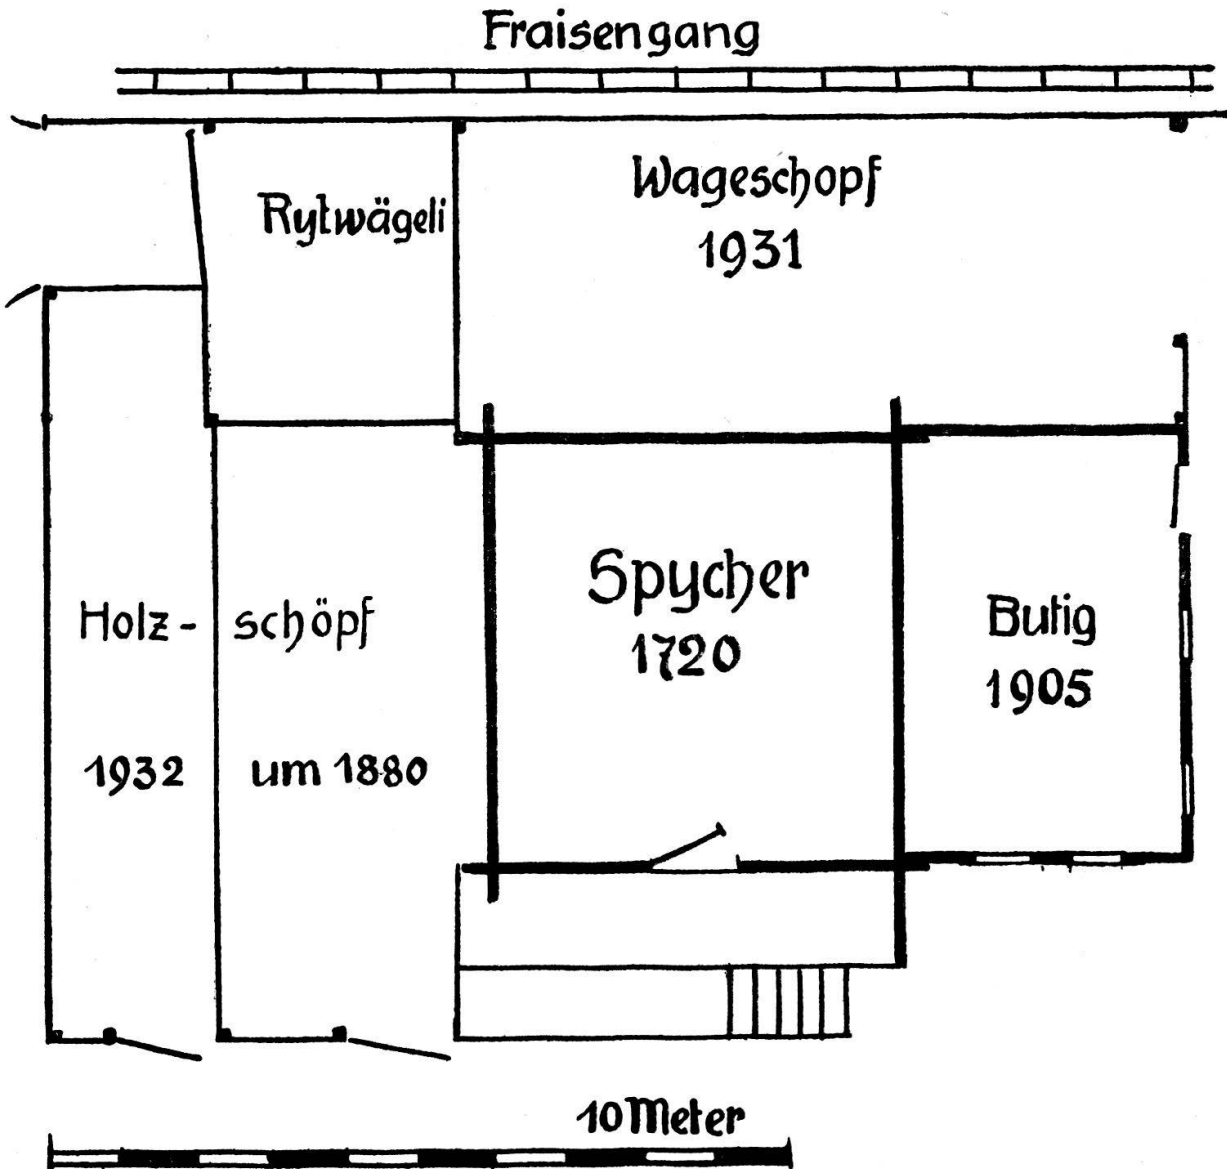 Fraisengang
Rytwägeli
Wageschopf
1931
Holz- schöpf
1932 um 1880
Spycher
1720
Butig
1905
10 Meter